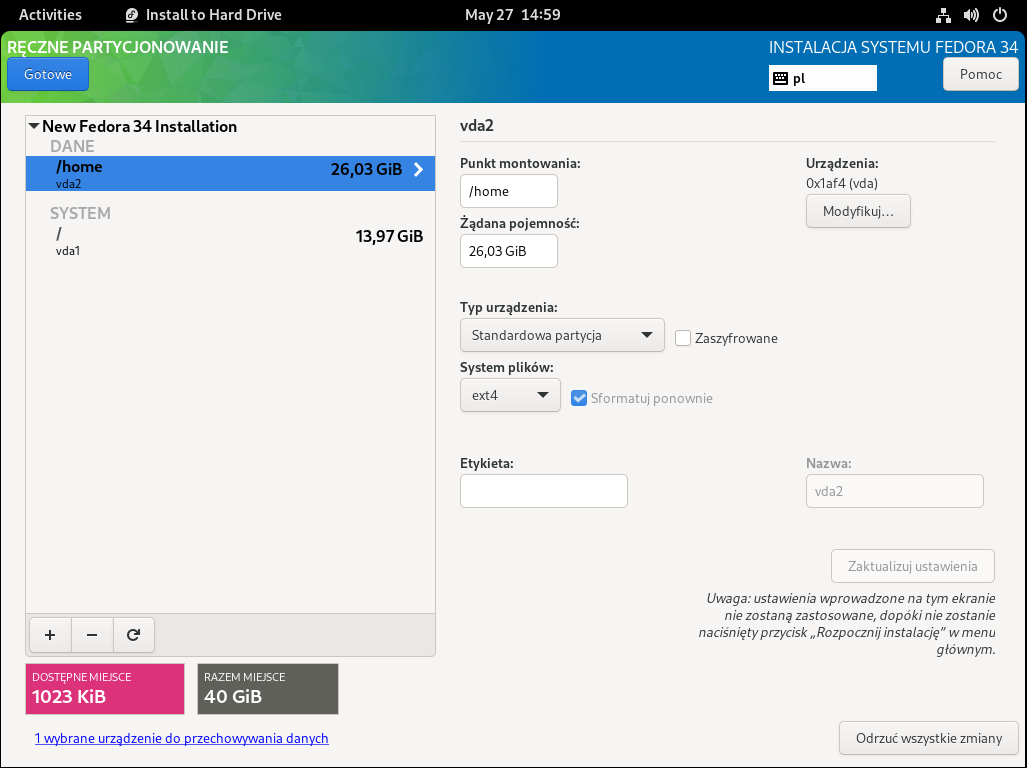 Activities
Install to Hard Drive
May 27 14:59
RĘCZNE PARTYCJONOWANIE
INSTALACJA SYSTEMU FEDORA 34
Gotowe
pl
Pomoc
New Fedora 34 Installation
DANE
/home
26,03 GiB
vda2
SYSTEM
/
13,97 GiB
vda1
vda2
Punkt montowania:
/home
Urządzenia:
0x1af4 (vda)
Modyfikuj...
Żądana pojemność:
26,03 GiB
Typ urządzenia:
Standardowa partycja
Zaszyfrowane
System plików:
ext4
Sformatuj ponownie
Etykieta:
Nazwa:
vda2
Zaktualizuj ustawienia
Uwaga: ustawienia wprowadzone na tym ekranie
nie zostaną zastosowane, dopóki nie zostanie
naciśnięty przycisk „Rozpocznij instalację” w menu
głównym.
DOSTĘPNE MIEJSCE
1023 KiB
RAZEM MIEJSCE
40 GiB
1 wybrane urządzenie do przechowywania danych
Odrzuć wszystkie zmiany